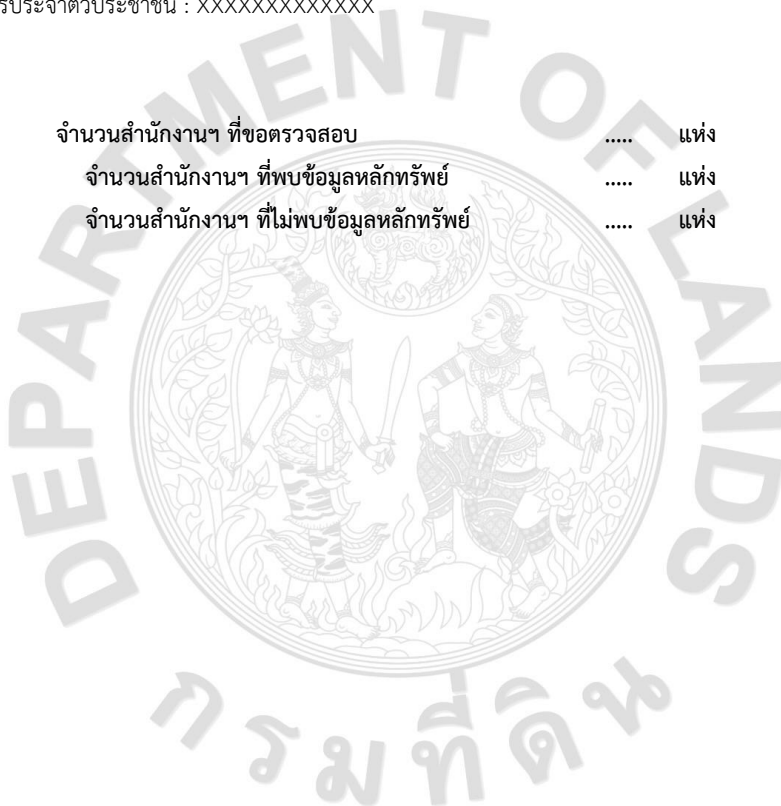 รประจำตัวประชาชน : XXXXXXXXXXXXX
จำนวนสำนักงานฯ ที่ขอตรวจสอบ ..... แห่ง
จำนวนสำนักงานฯ ที่พบข้อมูลหลักทรัพย์ ..... แห่ง
จำนวนสำนักงานฯ ที่ไม่พบข้อมูลหลักทรัพย์ ..... แห่ง
DEPARTMENT OF LANDS
กรมที่ดิน